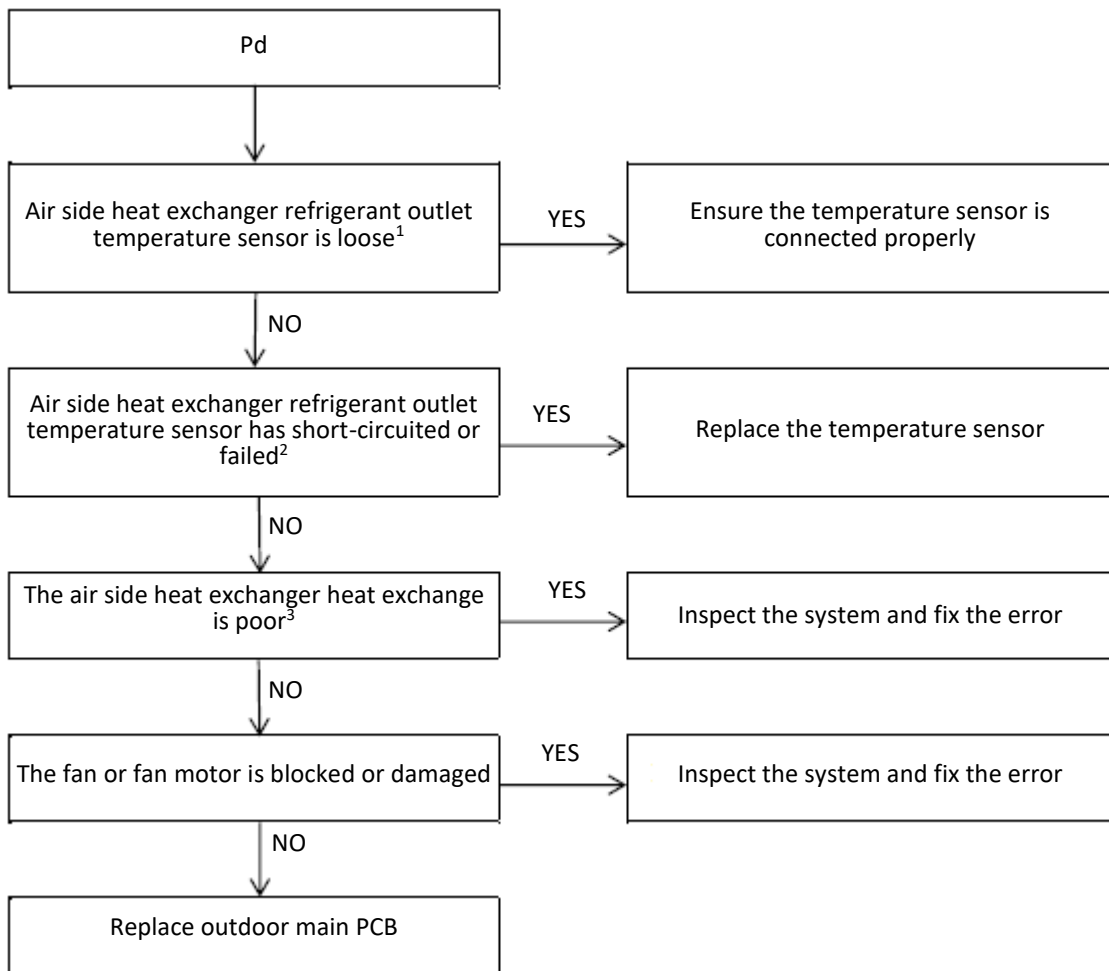 Pd
Air side heat exchanger refrigerant outlet
temperature sensor is loose1
YES
Ensure the temperature sensor is
connected properly
NO
Air side heat exchanger refrigerant outlet
temperature sensor has short-circuited or
failed2
YES
Replace the temperature sensor
NO
The air side heat exchanger heat exchange
is poor3
YES
Inspect the system and fix the error
NO
The fan or fan motor is blocked or damaged
YES
Inspect the system and fix the error
NO
Replace outdoor main PCB